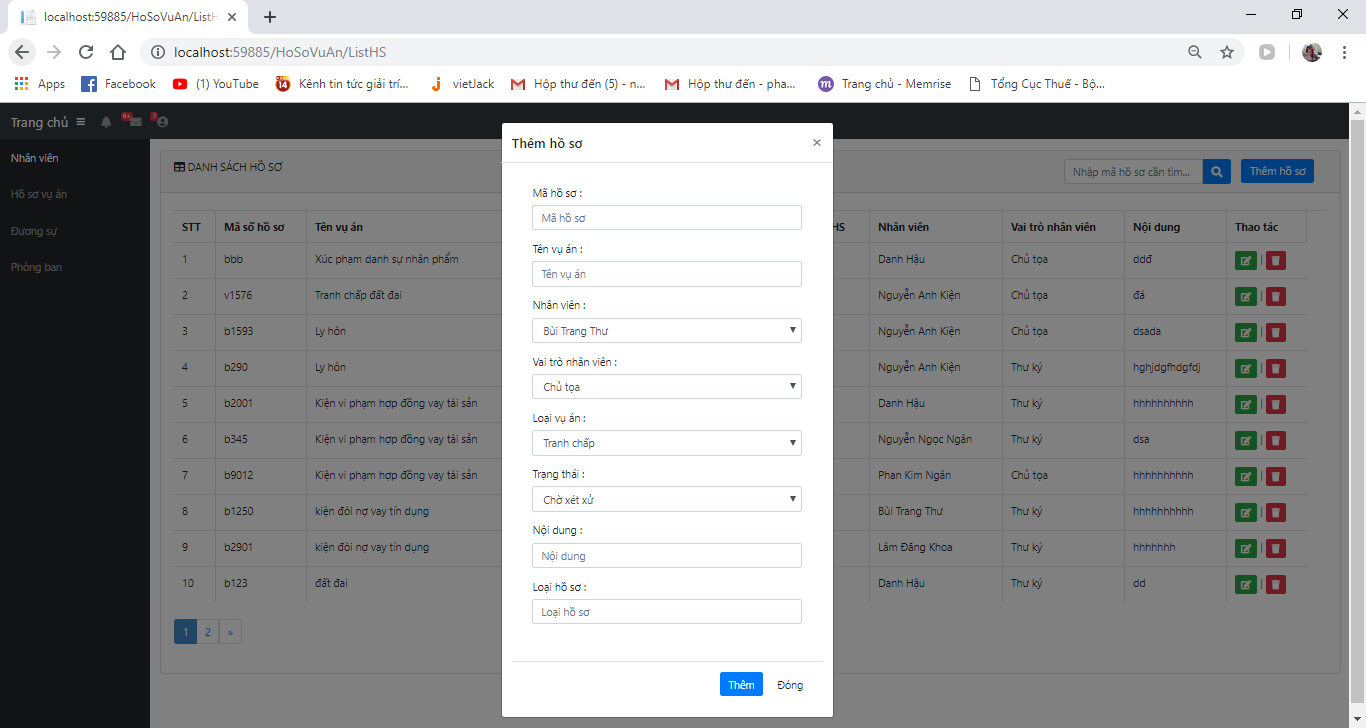 localhost:59885/HoSoVuAn/ListH
localhost:59885/HoSoVuAn/ListHS
Apps Facebook (1) YouTube Kênh tin tức giải trí... vietJack Hộp thư đến (5) - n... Hộp thư đến - pha... Trang chủ - Memrise Tổng Cục Thuế - Bộ...
Trang chủ 9+ 7
Nhân viên
Hồ sơ vụ án
Đương sự
Phòng ban
DANH SÁCH HỒ SƠ Nhập mã hồ sơ cần tìm... Thêm hồ sơ
STT Mã số hồ sơ Tên vụ án HS Nhân viên Vai trò nhân viên Nội dung Thao tác
1 bbb Xúc phạm danh sự nhân phẩm Danh Hậu Chủ tọa ddđ |
2 v1576 Tranh chấp đất đai Nguyễn Anh Kiện Chủ tọa đá |
3 b1593 Ly hôn Nguyễn Anh Kiện Chủ tọa dsada |
4 b290 Ly hôn Nguyễn Anh Kiện Thư ký hghjdgfhdgfdj |
5 b2001 Kiện vi phạm hợp đồng vay tài sản Danh Hậu Thư ký hhhhhhhhhh |
6 b345 Kiện vi phạm hợp đồng vay tài sản Nguyễn Ngọc Ngân Thư ký dsa |
7 b9012 Kiện vi phạm hợp đồng vay tài sản Phan Kim Ngân Chủ tọa hhhhhhhhhh |
8 b1250 kiện đòi nợ vay tín dụng Bùi Trang Thư Thư ký hhhhhhhhhh |
9 b2901 kiện đòi nợ vay tín dụng Lâm Đăng Khoa Thư ký hhhhhhh |
10 b123 đất đai Danh Hậu Thư ký dd |
1 2 »
Thêm hồ sơ ×
Mã hồ sơ :
Mã hồ sơ
Tên vụ án :
Tên vụ án
Nhân viên :
Bùi Trang Thư
Vai trò nhân viên :
Chủ tọa
Loại vụ án :
Tranh chấp
Trạng thái :
Chờ xét xử
Nội dung :
Nội dung
Loại hồ sơ :
Loại hồ sơ
Thêm Đóng